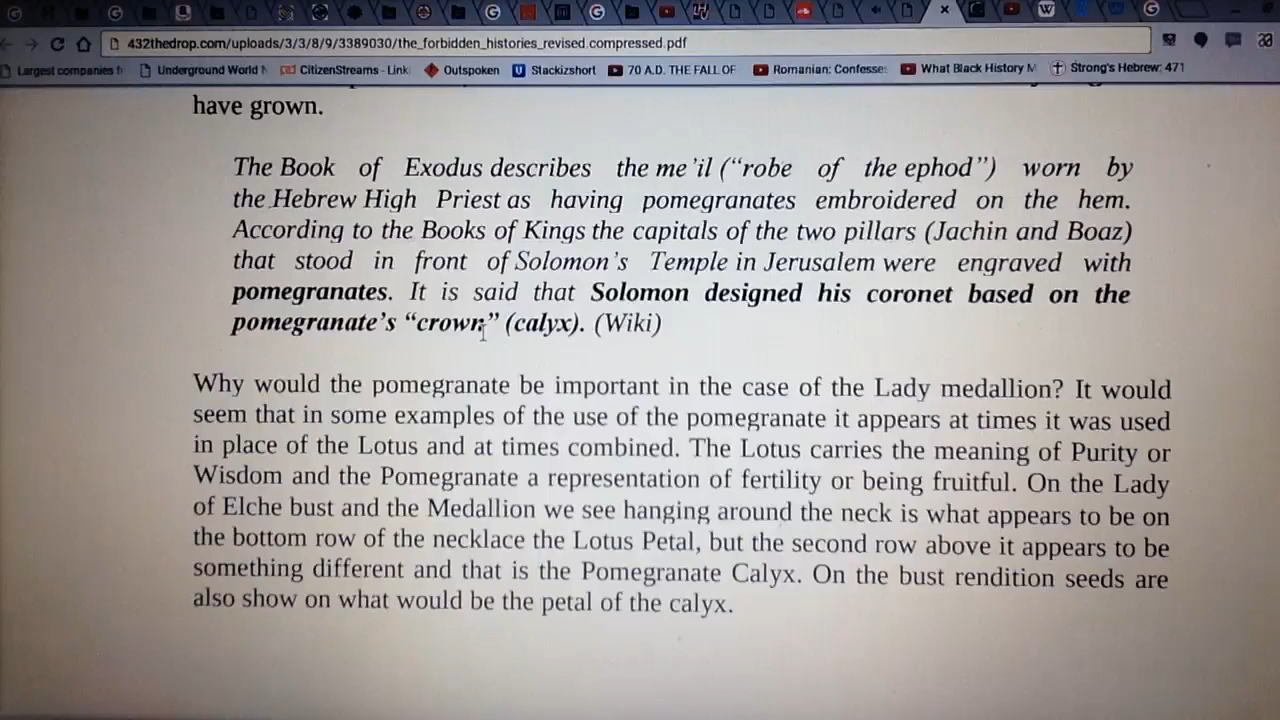 432thedrop.com/uploads/3/3/8/9/3389030/the_forbidden_histories_revised.compressed.pdf
Largest companies Underground World CitizenStreams - Link Outspoken Stackizshort 70 A.D. THE FALL OF Romanian: Confesse: What Black History M Strong's Hebrew: 471
have grown.
The Book of Exodus describes the me'il (“robe of the ephod”) worn by
the Hebrew High Priest as having pomegranates embroidered on the hem.
According to the Books of Kings the capitals of the two pillars (Jachin and Boaz)
that stood in front of Solomon's Temple in Jerusalem were engraved with
pomegranates. It is said that Solomon designed his coronet based on the
pomegranate's “crown” (calyx). (Wiki)
Why would the pomegranate be important in the case of the Lady medallion? It would
seem that in some examples of the use of the pomegranate it appears at times it was used
in place of the Lotus and at times combined. The Lotus carries the meaning of Purity or
Wisdom and the Pomegranate a representation of fertility or being fruitful. On the Lady
of Elche bust and the Medallion we see hanging around the neck is what appears to be on
the bottom row of the necklace the Lotus Petal, but the second row above it appears to be
something different and that is the Pomegranate Calyx. On the bust rendition seeds are
also show on what would be the petal of the calyx.